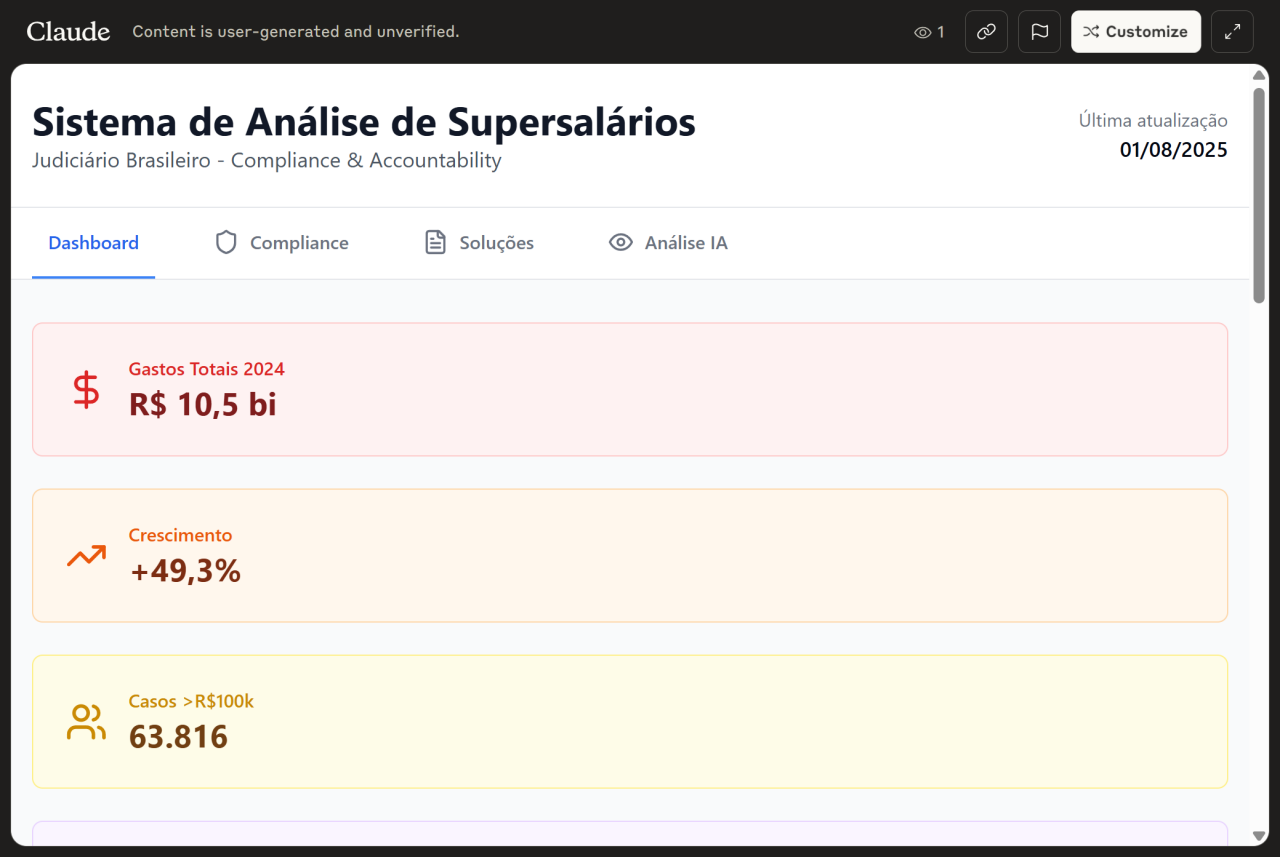 Claude
Content is user-generated and unverified.
1
Customize
Sistema de Análise de Supersalários
Judiciário Brasileiro - Compliance & Accountability
Última atualização
01/08/2025
Dashboard
Compliance
Soluções
Análise IA
Gastos Totais 2024
R$ 10,5 bi
Crescimento
+49,3%
Casos >R$100k
63.816